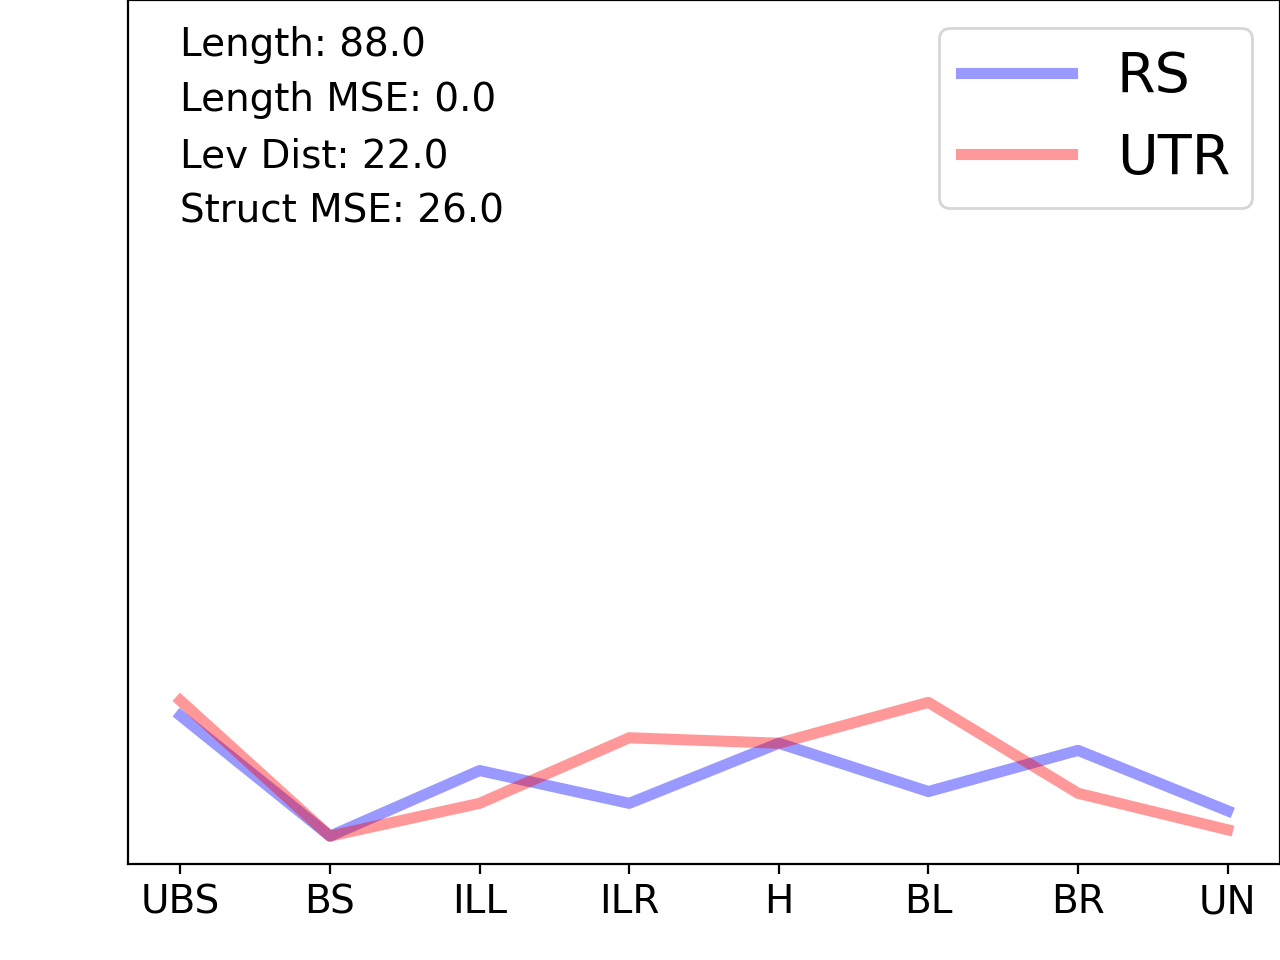 Length: 88.0
Length MSE: 0.0
Lev Dist: 22.0
Struct MSE: 26.0
RS
UTR
UBS BS ILL ILR H BL BR UN